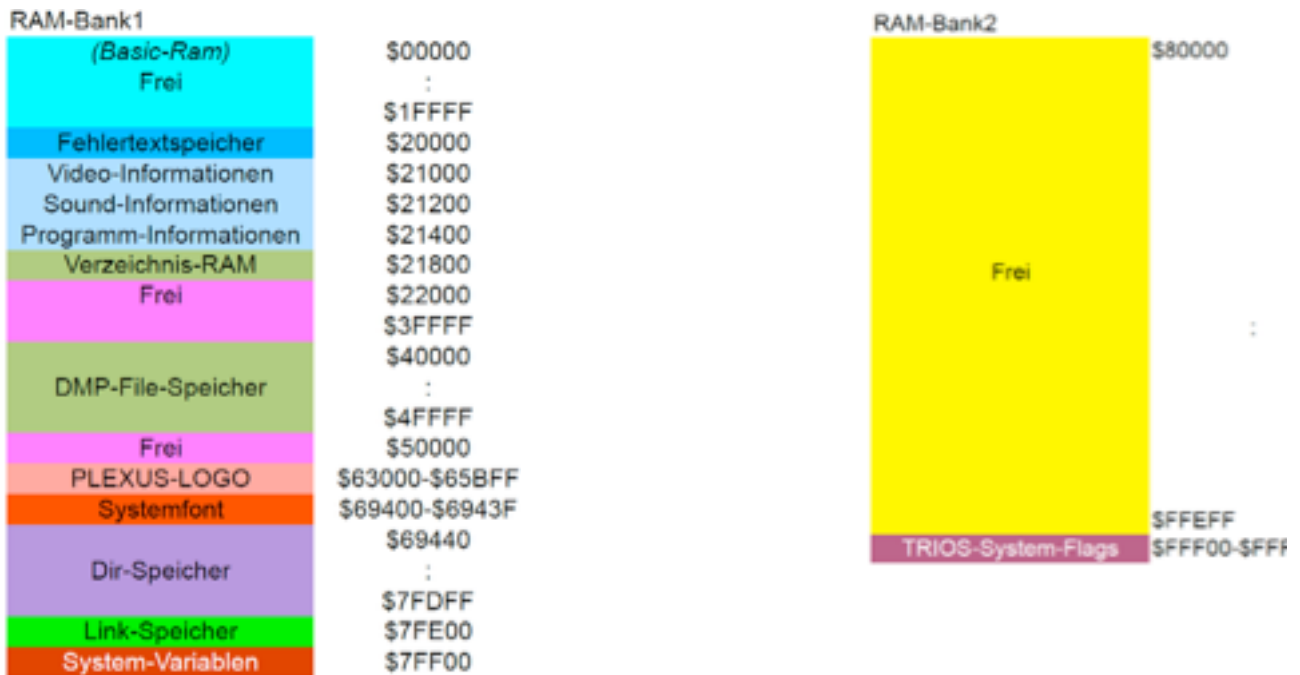 RAM-Bank1
(Basic-Ram) $00000
Frei :
$1FFFF
Fehlertextspeicher $20000
Video-Informationen $21000
Sound-Informationen $21200
Programm-Informationen $21400
Verzeichnis-RAM $21800
Frei $22000
$3FFFF
$40000
DMP-File-Speicher :
$4FFFF
Frei $50000
PLEXUS-LOGO $63000-$65BFF
Systemfont $69400-$6943F
$69440
Dir-Speicher :
$7FDFF
Link-Speicher $7FE00
System-Variablen $7FF00
RAM-Bank2
$80000
Frei
:
$FFEFF
TRIOS-System-Flags $FFF00-$FFF